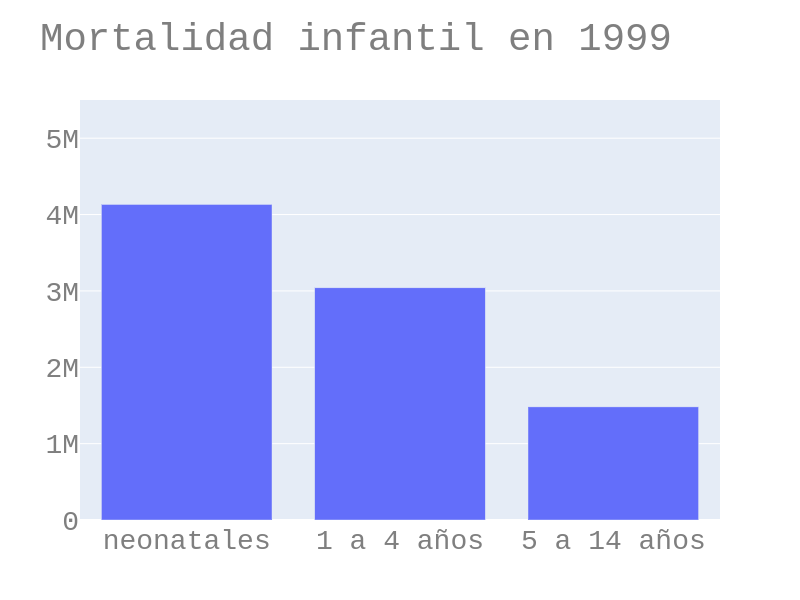 Mortalidad infantil en 1999
5M
4M
3M
2M
1M
0
neonatales 1 a 4 años 5 a 14 años